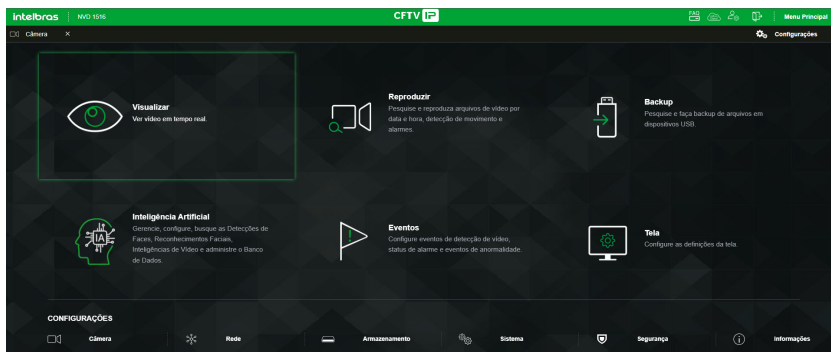 intelbras NVD 1516 CFTV IP FAQ Menu Principal
Câmera × Configurações
Visualizar
Ver vídeo em tempo real.
Reproduzir
Pesquise e reproduza arquivos de vídeo por
data e hora, detecção de movimento e
alarmes.
Backup
Pesquise e faça backup de arquivos em
dispositivos USB.
Inteligência Artificial
Gerencie, configure, busque as Detecções de
Faces, Reconhecimentos Faciais,
Inteligências de Vídeo e administre o Banco
de Dados.
IA
Eventos
Configure eventos de detecção de vídeo,
status de alarme e eventos de anormalidade.
Tela
Configure as definições da tela.
CONFIGURAÇÕES
Câmera Rede Armazenamento Sistema Segurança Informações